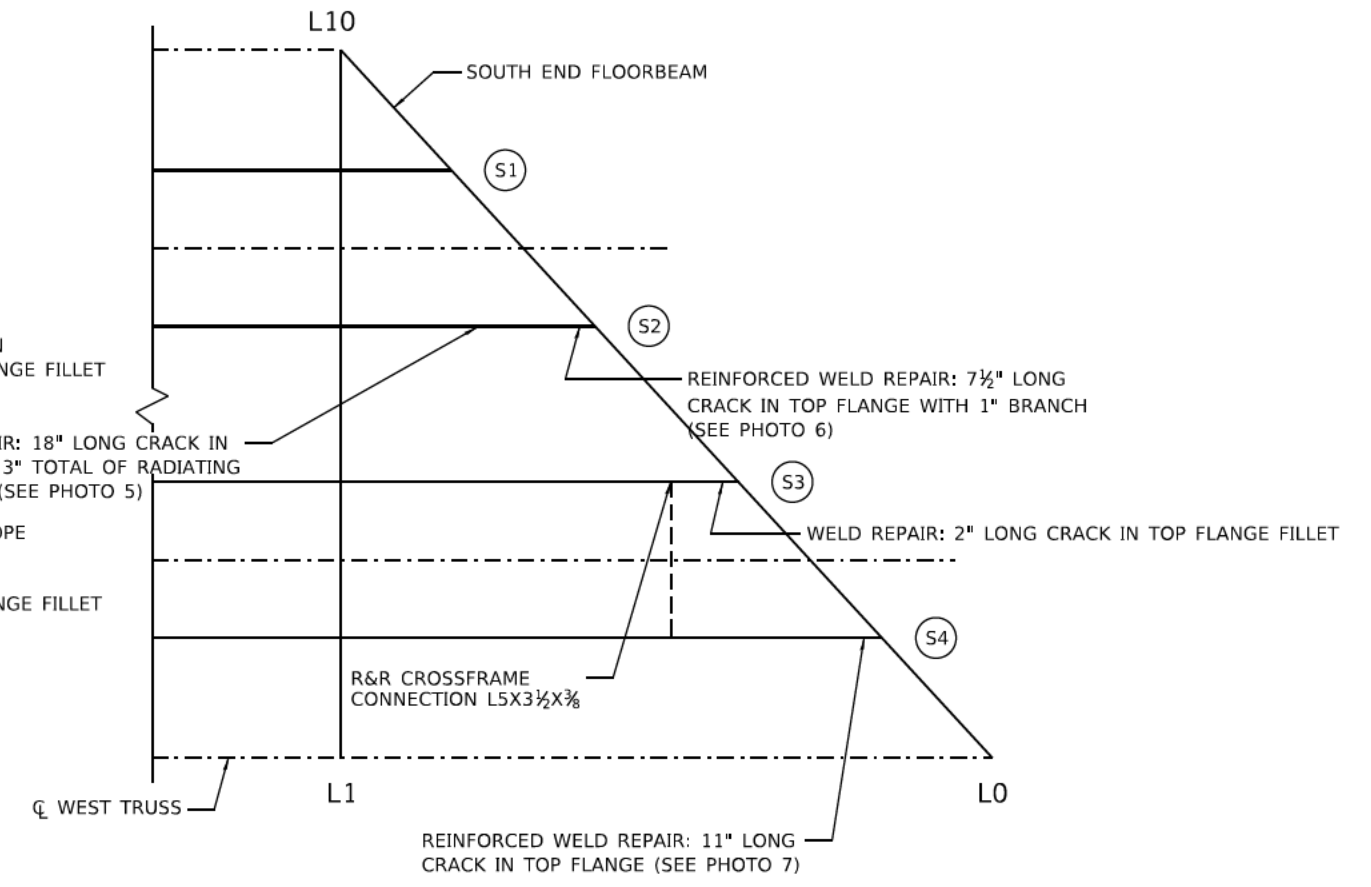 L10
SOUTH END FLOORBEAM
S1
S2
NGE FILLET
REINFORCED WELD REPAIR: 7½" LONG
CRACK IN TOP FLANGE WITH 1" BRANCH
(SEE PHOTO 6)
IR: 18" LONG CRACK IN
3" TOTAL OF RADIATING
(SEE PHOTO 5)
S3
OPE
WELD REPAIR: 2" LONG CRACK IN TOP FLANGE FILLET
NGE FILLET
S4
R&R CROSSFRAME
CONNECTION L5X3½X⅜
℄ WEST TRUSS
L1
L0
REINFORCED WELD REPAIR: 11" LONG
CRACK IN TOP FLANGE (SEE PHOTO 7)